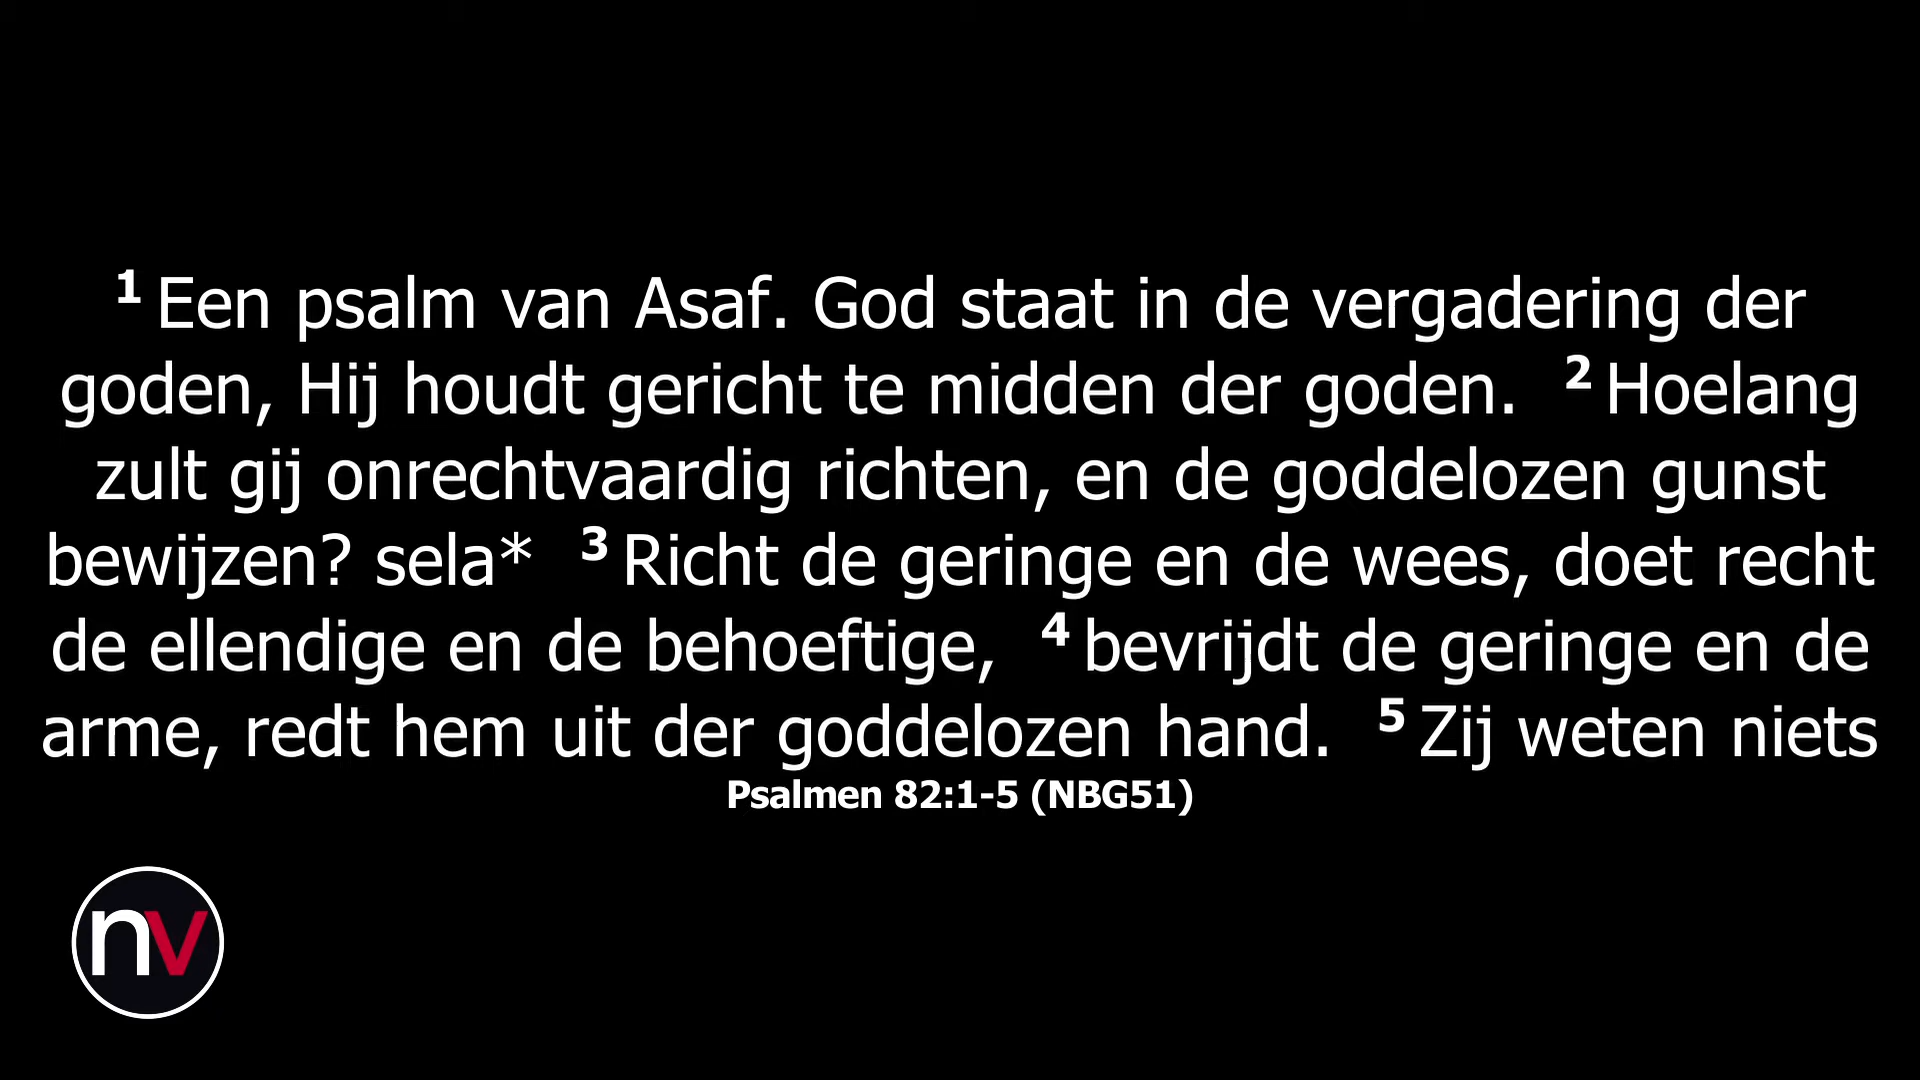 1 Een psalm van Asaf. God staat in de vergadering der
goden, Hij houdt gericht te midden der goden. 2 Hoelang
zult gij onrechtvaardig richten, en de goddelozen gunst
bewijzen? sela* 3 Richt de geringe en de wees, doet recht
de ellendige en de behoeftige, 4 bevrijdt de geringe en de
arme, redt hem uit der goddelozen hand. 5 Zij weten niets
Psalmen 82:1-5 (NBG51)
nv